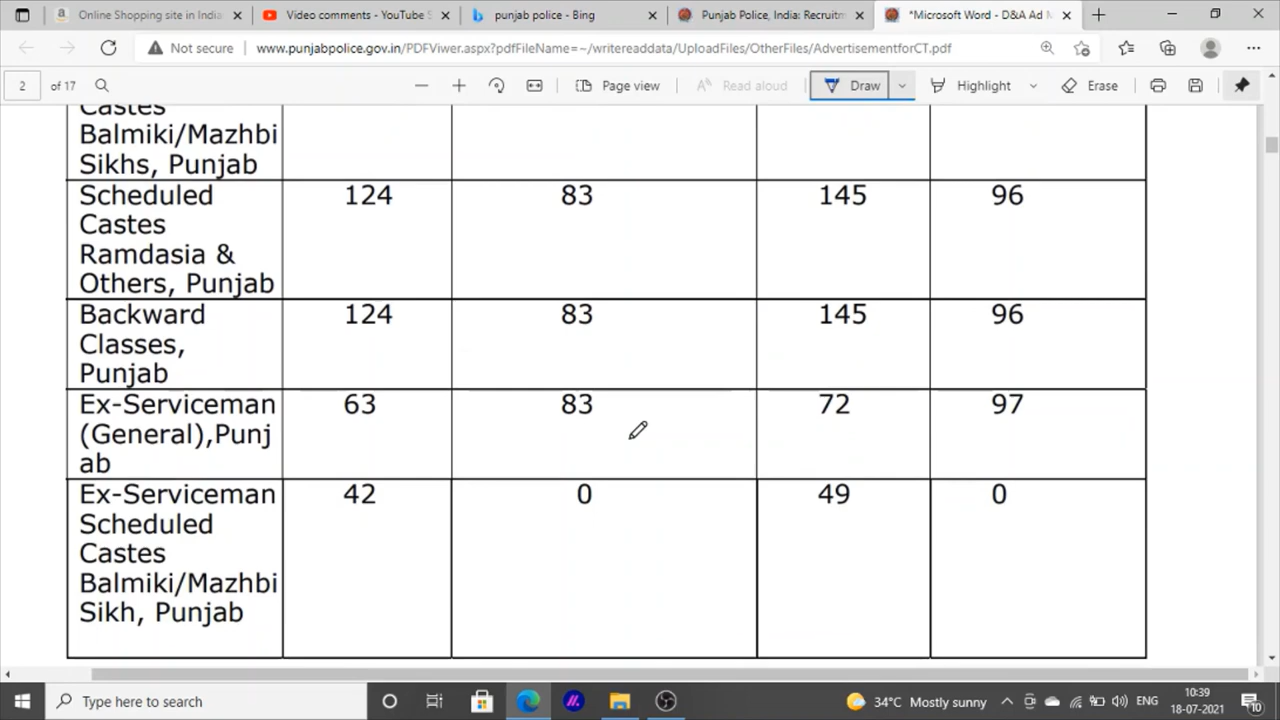 Online Shopping site in India
Video comments - YouTube S
punjab police - Bing
Punjab Police, India: Recruitm
*Microsoft Word - D&A Ad M
Not secure
www.punjabpolice.gov.in/PDFViwer.aspx?pdfFileName=~/writereaddata/UploadFiles/OtherFiles/AdvertisementforCT.pdf
2 of 17
Page view
Read aloud
Draw
Highlight
Erase
Castes
Balmiki/Mazhbi
Sikhs, Punjab
Scheduled 124 83 145 96
Castes
Ramdasia &
Others, Punjab
Backward 124 83 145 96
Classes,
Punjab
Ex-Serviceman 63 83 72 97
(General),Punj
ab
Ex-Serviceman 42 0 49 0
Scheduled
Castes
Balmiki/Mazhbi
Sikh, Punjab
Type here to search
34°C Mostly sunny
ENG
10:39
18-07-2021
10